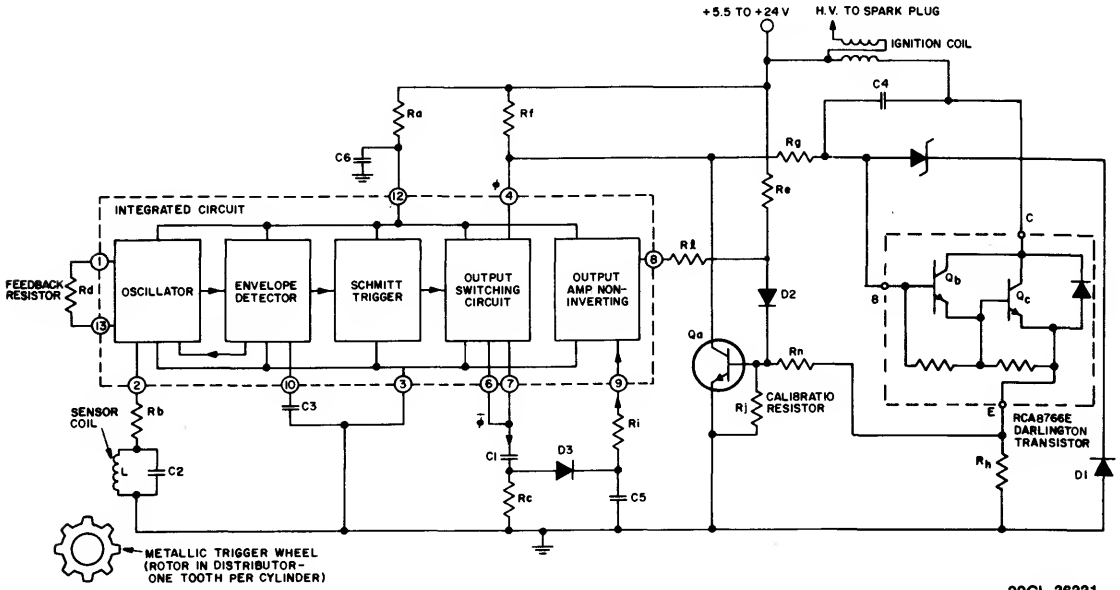 +5.5 TO +24 V
H.V. TO SPARK PLUG
IGNITION COIL
C4
Ra
Rf
C6
Rg
Re
φ
12
4
INTEGRATED CIRCUIT
C
1
FEEDBACK
RESISTOR
Rd
13
OSCILLATOR
ENVELOPE
DETECTOR
SCHMITT
TRIGGER
OUTPUT
SWITCHING
CIRCUIT
OUTPUT
AMP NON-
INVERTING
8
Rℓ
D2
Qb
Qc
B
Qa
Rn
2
10
3
6
7
9
Rb
C3
φ̄
Rj
CALIBRATIO
RESISTOR
E
RCA8766E
DARLINGTON
TRANSISTOR
SENSOR
COIL
L
C2
C1
D3
Ri
Rc
C5
Rh
D1
METALLIC TRIGGER WHEEL
(ROTOR IN DISTRIBUTOR-
ONE TOOTH PER CYLINDER)